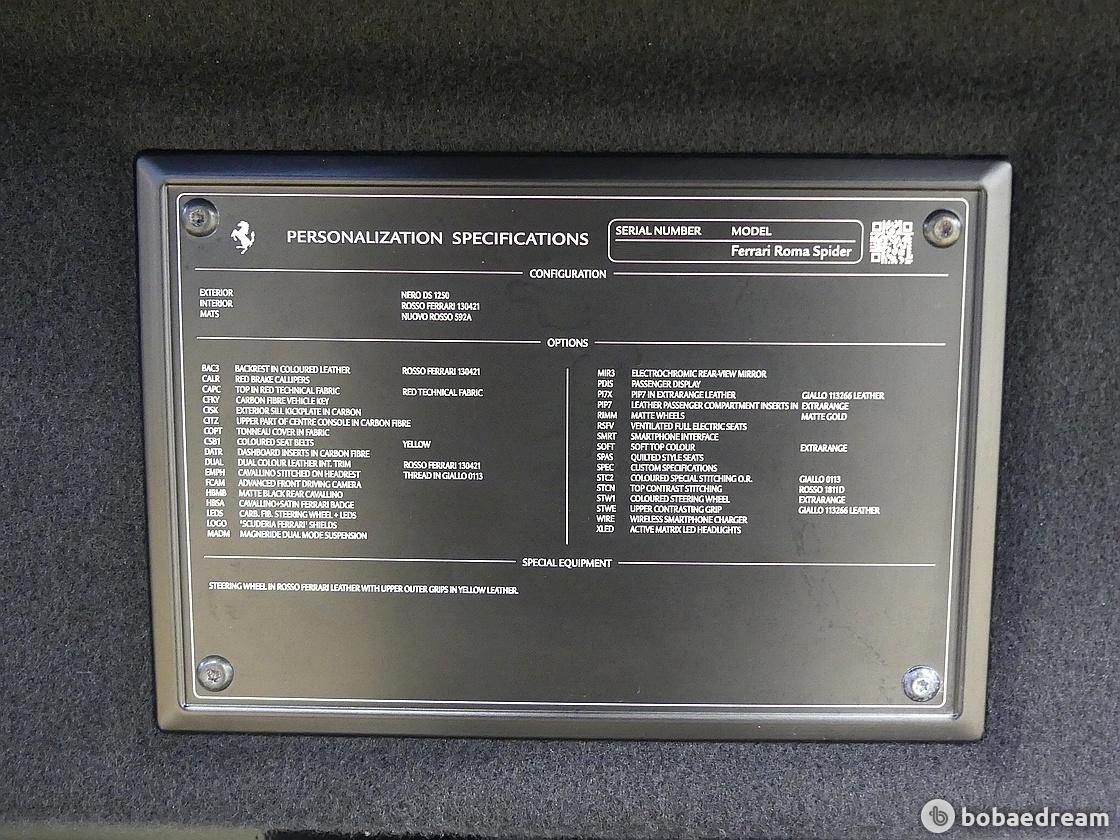 PERSONALIZATION SPECIFICATIONS
SERIAL NUMBER MODEL
Ferrari Roma Spider
CONFIGURATION
EXTERIOR NERO DS 1250
INTERIOR ROSSO FERRARI 130421
MATS NUOVO ROSSO 592A
OPTIONS
BAC3 BACKREST IN COLOURED LEATHER ROSSO FERRARI 130421
CALR RED BRAKE CALLIPERS
CAPC TOP IN RED TECHNICAL FABRIC RED TECHNICAL FABRIC
CFKY CARBON FIBRE VEHICLE KEY
CISK EXTERIOR SILL KICKPLATE IN CARBON
CITZ UPPER PART OF CENTRE CONSOLE IN CARBON FIBRE
COPT TONNEAU COVER IN FABRIC
CSB1 COLOURED SEAT BELTS YELLOW
DATR DASHBOARD INSERTS IN CARBON FIBRE
DUAL DUAL COLOUR LEATHER INT. TRIM ROSSO FERRARI 130421
EMPH CAVALLINO STITCHED ON HEADREST THREAD IN GIALLO 0113
FCAM ADVANCED FRONT DRIVING CAMERA
HBMB MATTE BLACK REAR CAVALLINO
HBSA CAVALLINO+SATIN FERRARI BADGE
LEDS CARB. FIB. STEERING WHEEL + LEDS
LOGO 'SCUDERIA FERRARI' SHIELDS
MADM MAGNERIDE DUAL MODE SUSPENSION
MIR3 ELECTROCHROMIC REAR-VIEW MIRROR
PDIS PASSENGER DISPLAY
PI7X PIP7 IN EXTRARANGE LEATHER GIALLO 113266 LEATHER
PIP7 LEATHER PASSENGER COMPARTMENT INSERTS IN EXTRARANGE
RIMM MATTE WHEELS MATTE GOLD
RSFV VENTILATED FULL ELECTRIC SEATS
SMRT SMARTPHONE INTERFACE
SOFT SOFT TOP COLOUR EXTRARANGE
SPAS QUILTED STYLE SEATS
SPEC CUSTOM SPECIFICATIONS
STC2 COLOURED SPECIAL STITCHING O.R. GIALLO 0113
STCN TOP CONTRAST STITCHING ROSSO 1811D
STW1 COLOURED STEERING WHEEL EXTRARANGE
STWE UPPER CONTRASTING GRIP GIALLO 113266 LEATHER
WIRE WIRELESS SMARTPHONE CHARGER
XLED ACTIVE MATRIX LED HEADLIGHTS
SPECIAL EQUIPMENT
STEERING WHEEL IN ROSSO FERRARI LEATHER WITH UPPER OUTER GRIPS IN YELLOW LEATHER.
bobaedream